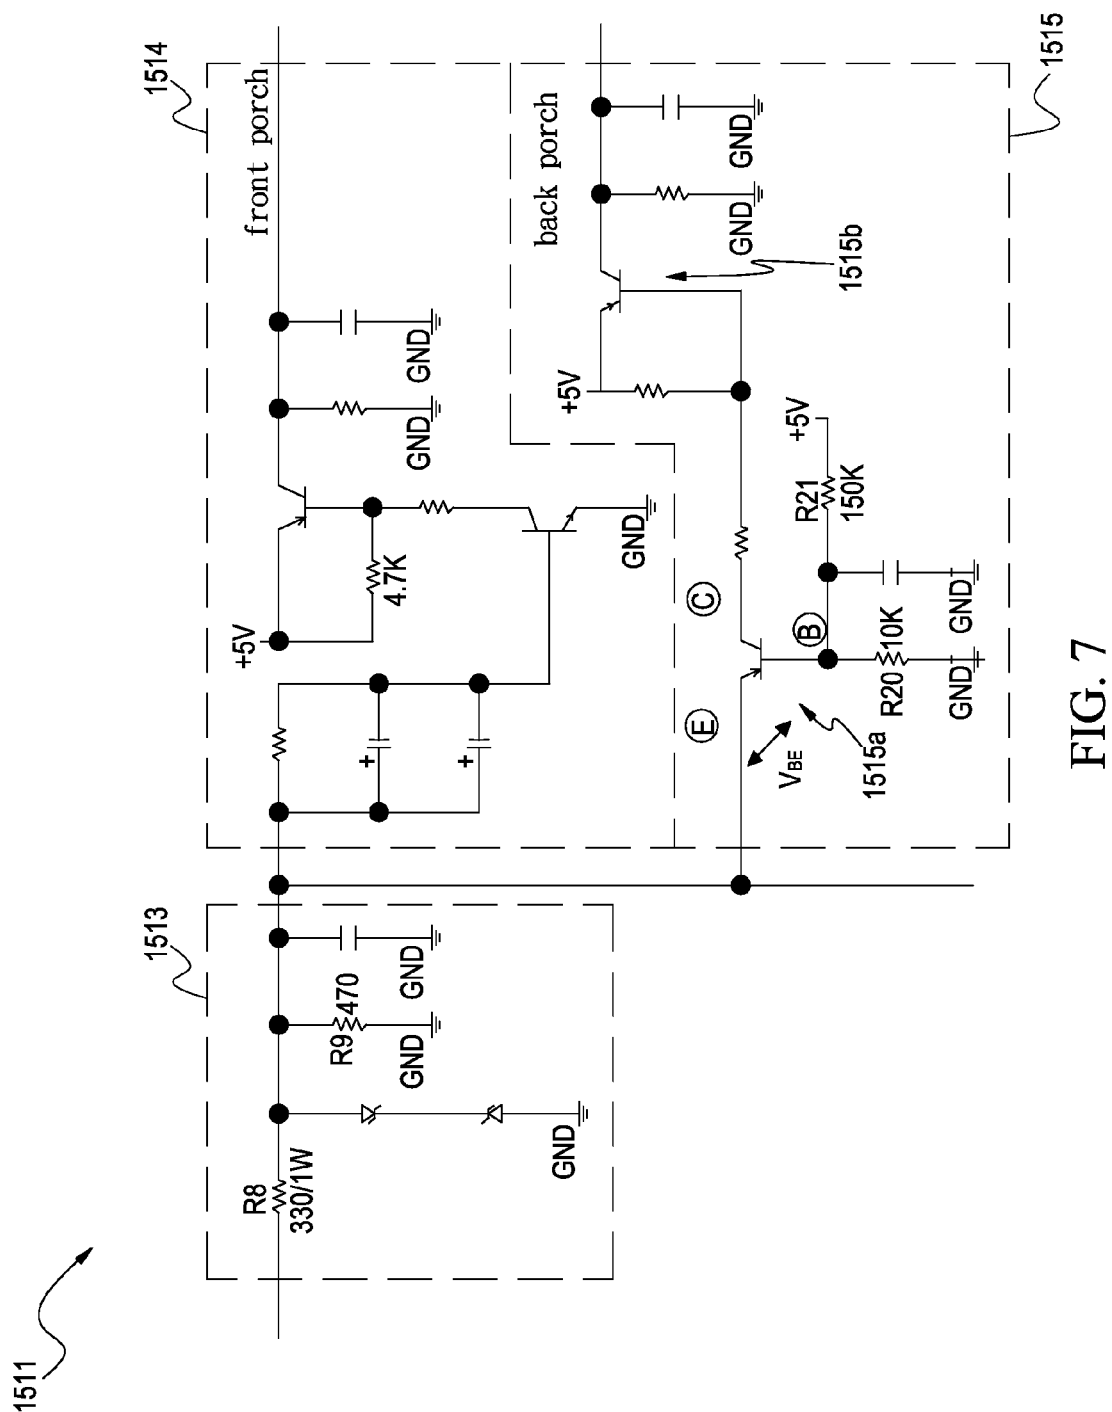 1511
1513
R8
330/1W
GND
R9
470
GND
GND
1514
front porch
+5V
4.7K
GND
GND
GND
1515
back porch
+5V
GND
GND
1515b
E
C
B
VBE
1515a
R20
10K
GND
GND
R21
150K
+5V
FIG. 7